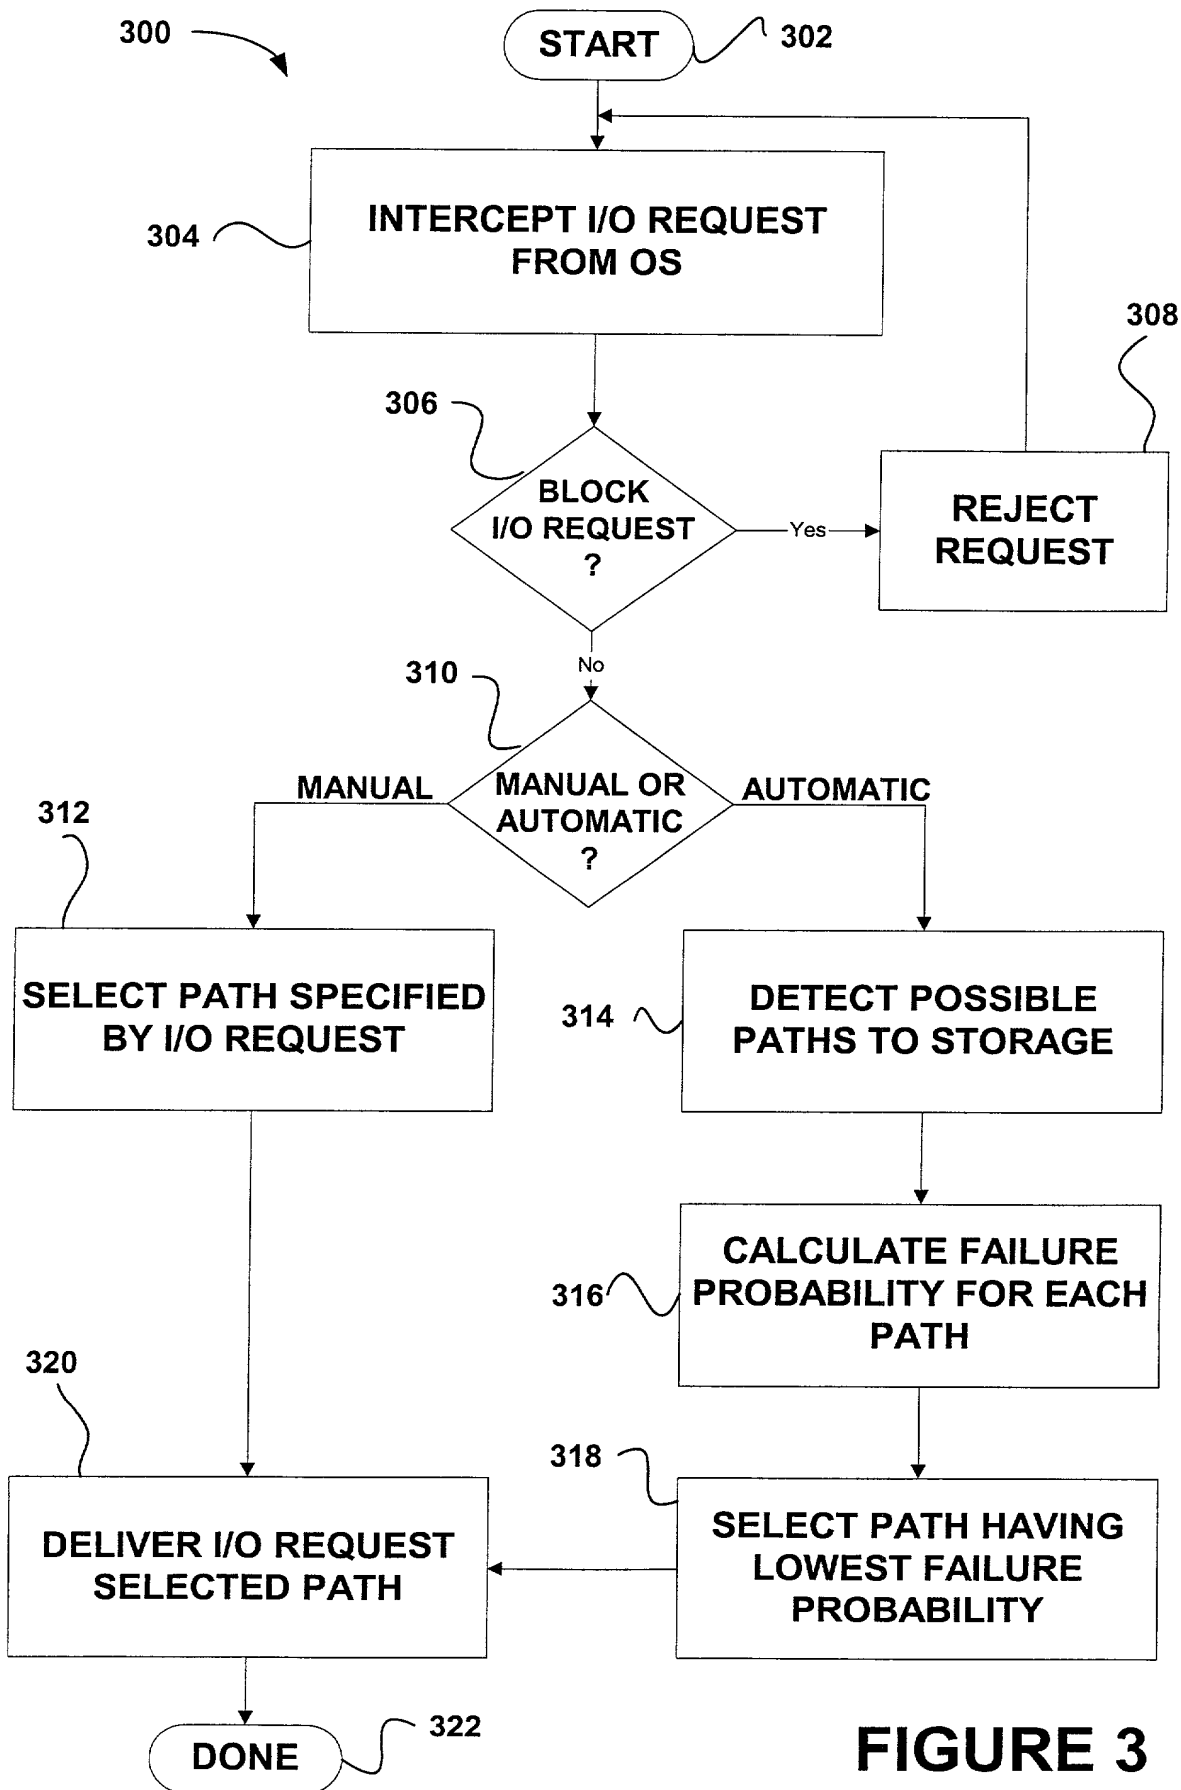 300
START
302
304
INTERCEPT I/O REQUEST
FROM OS
308
306
BLOCK
I/O REQUEST
?
Yes
REJECT
REQUEST
No
310
MANUAL
MANUAL OR
AUTOMATIC
?
AUTOMATIC
312
SELECT PATH SPECIFIED
BY I/O REQUEST
314
DETECT POSSIBLE
PATHS TO STORAGE
316
CALCULATE FAILURE
PROBABILITY FOR EACH
PATH
320
318
DELIVER I/O REQUEST
SELECTED PATH
SELECT PATH HAVING
LOWEST FAILURE
PROBABILITY
DONE
322
FIGURE 3